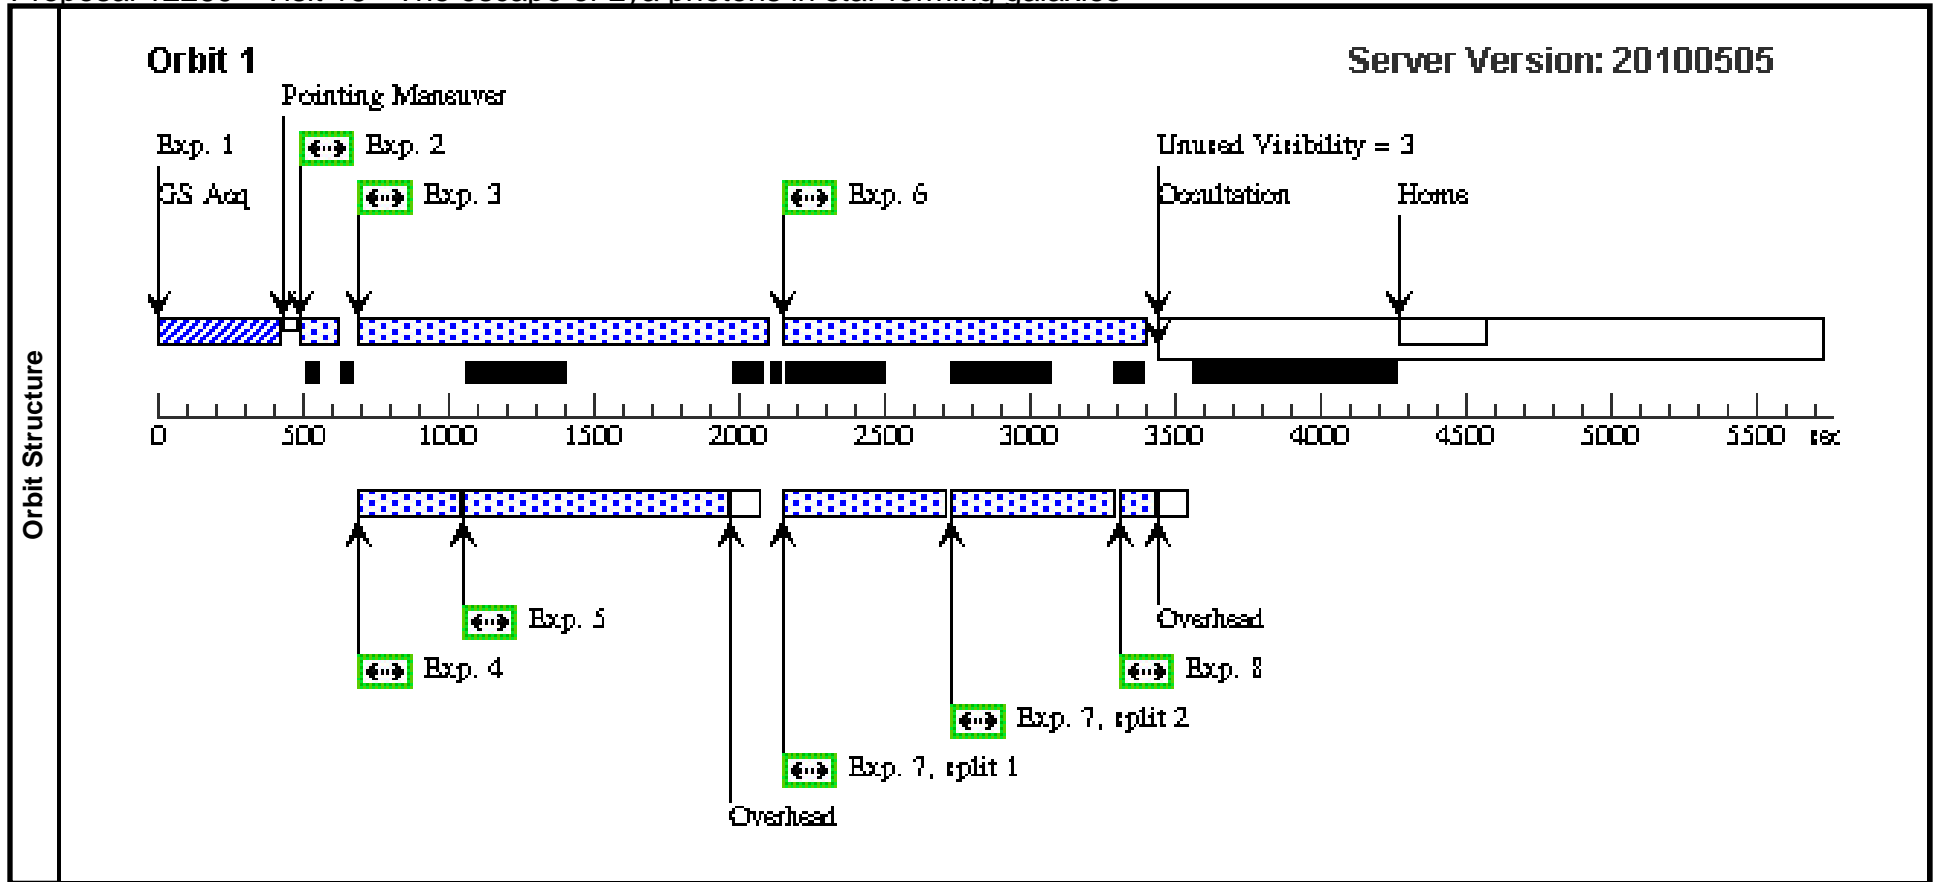 Orbit Structure
Orbit 1
Server Version: 20100505
Pointing Maneuver
Exp. 1
Exp. 2
Unused Visibility = 3
GS Acq
Exp. 3
Exp. 6
Occultation
Home
0 500 1000 1500 2000 2500 3000 3500 4000 4500 5000 5500 sec
Exp. 5
Overhead
Exp. 4
Exp. 8
Exp. 7, split 2
Exp. 7, split 1
Overhead